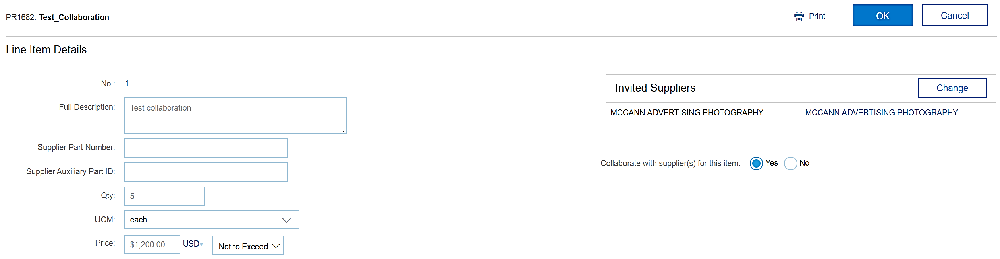 PR1682: Test_Collaboration
Print
OK
Cancel
Line Item Details
No.: 1
Full Description: Test collaboration
Supplier Part Number:
Supplier Auxiliary Part ID:
Qty: 5
UOM: each
Price: $1,200.00 USD Not to Exceed
Invited Suppliers
Change
MCCANN ADVERTISING PHOTOGRAPHY MCCANN ADVERTISING PHOTOGRAPHY
Collaborate with supplier(s) for this item: Yes No